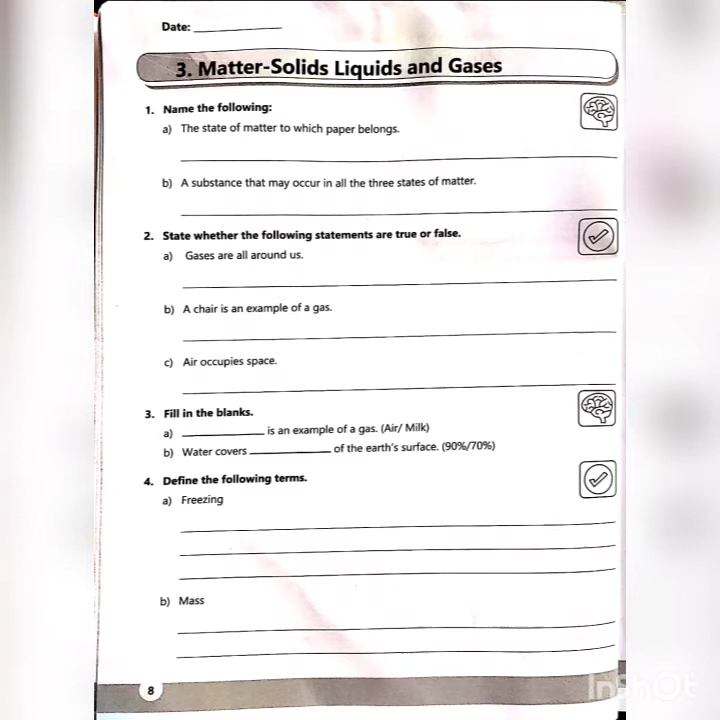 Date: ____________
3. Matter-Solids Liquids and Gases
1. Name the following:
a) The state of matter to which paper belongs.
b) A substance that may occur in all the three states of matter.
2. State whether the following statements are true or false.
a) Gases are all around us.
b) A chair is an example of a gas.
c) Air occupies space.
3. Fill in the blanks.
a) ____________ is an example of a gas. (Air/ Milk)
b) Water covers ____________ of the earth's surface. (90%/70%)
4. Define the following terms.
a) Freezing
b) Mass
8
InShOt